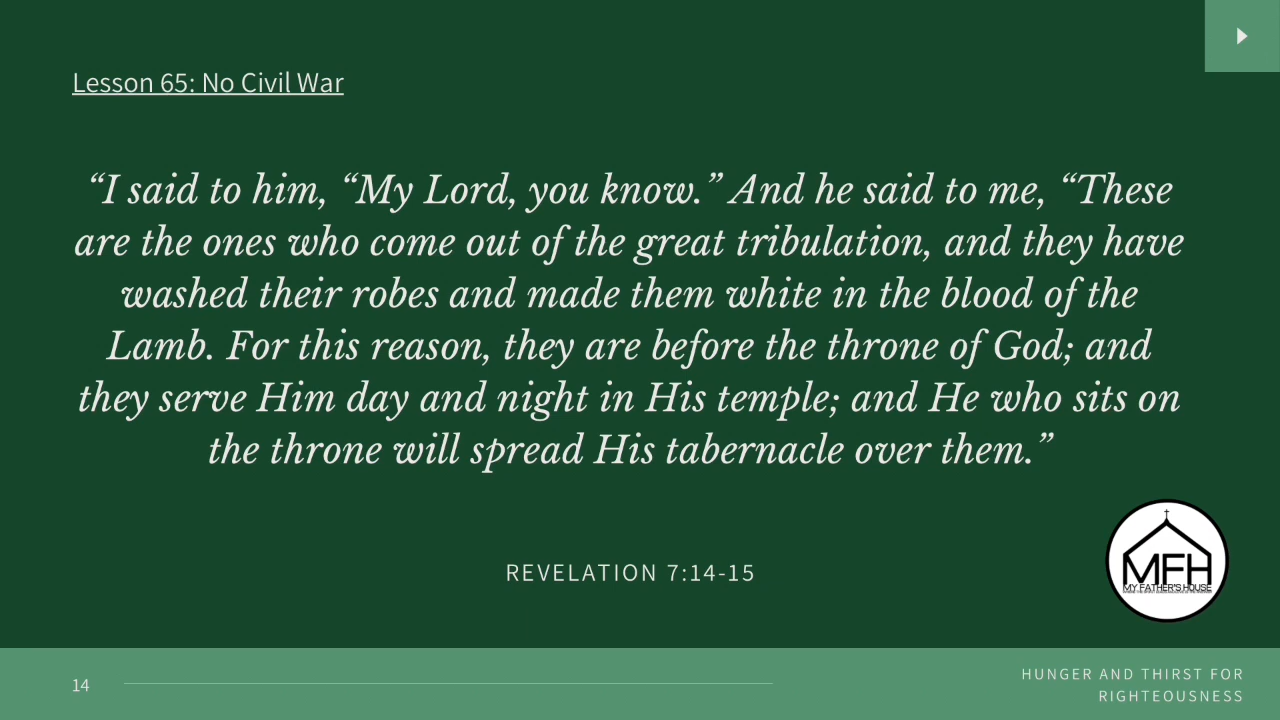 Lesson 65: No Civil War
“I said to him, “My Lord, you know.” And he said to me, “These
are the ones who come out of the great tribulation, and they have
washed their robes and made them white in the blood of the
Lamb. For this reason, they are before the throne of God; and
they serve Him day and night in His temple; and He who sits on
the throne will spread His tabernacle over them.”
REVELATION 7:14-15
MFH
MY FATHER'S HOUSE
14
HUNGER AND THIRST FOR
RIGHTEOUSNESS